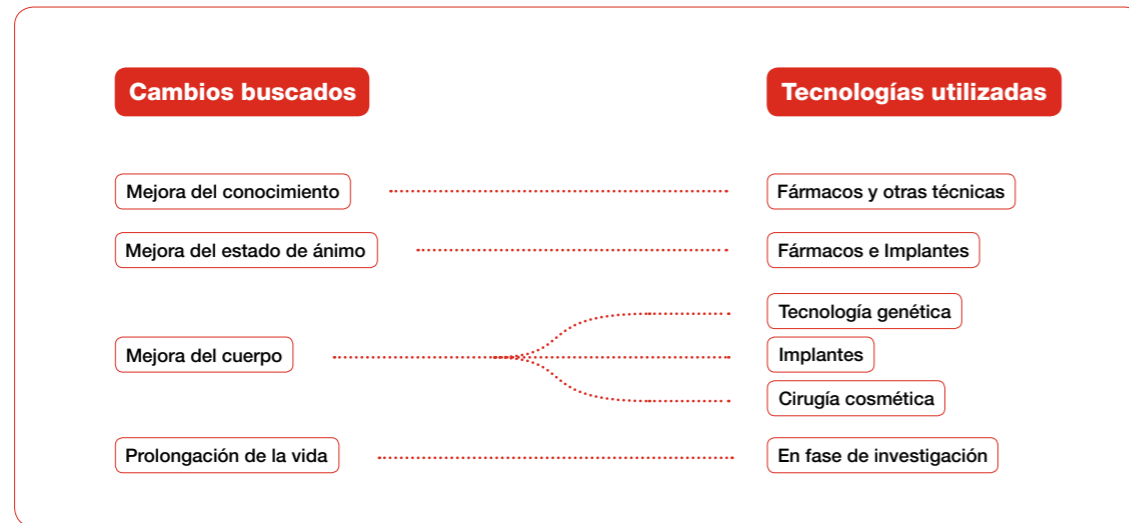 Cambios buscados
Tecnologías utilizadas
Mejora del conocimiento
Fármacos y otras técnicas
Mejora del estado de ánimo
Fármacos e Implantes
Mejora del cuerpo
Tecnología genética
Implantes
Cirugía cosmética
Prolongación de la vida
En fase de investigación